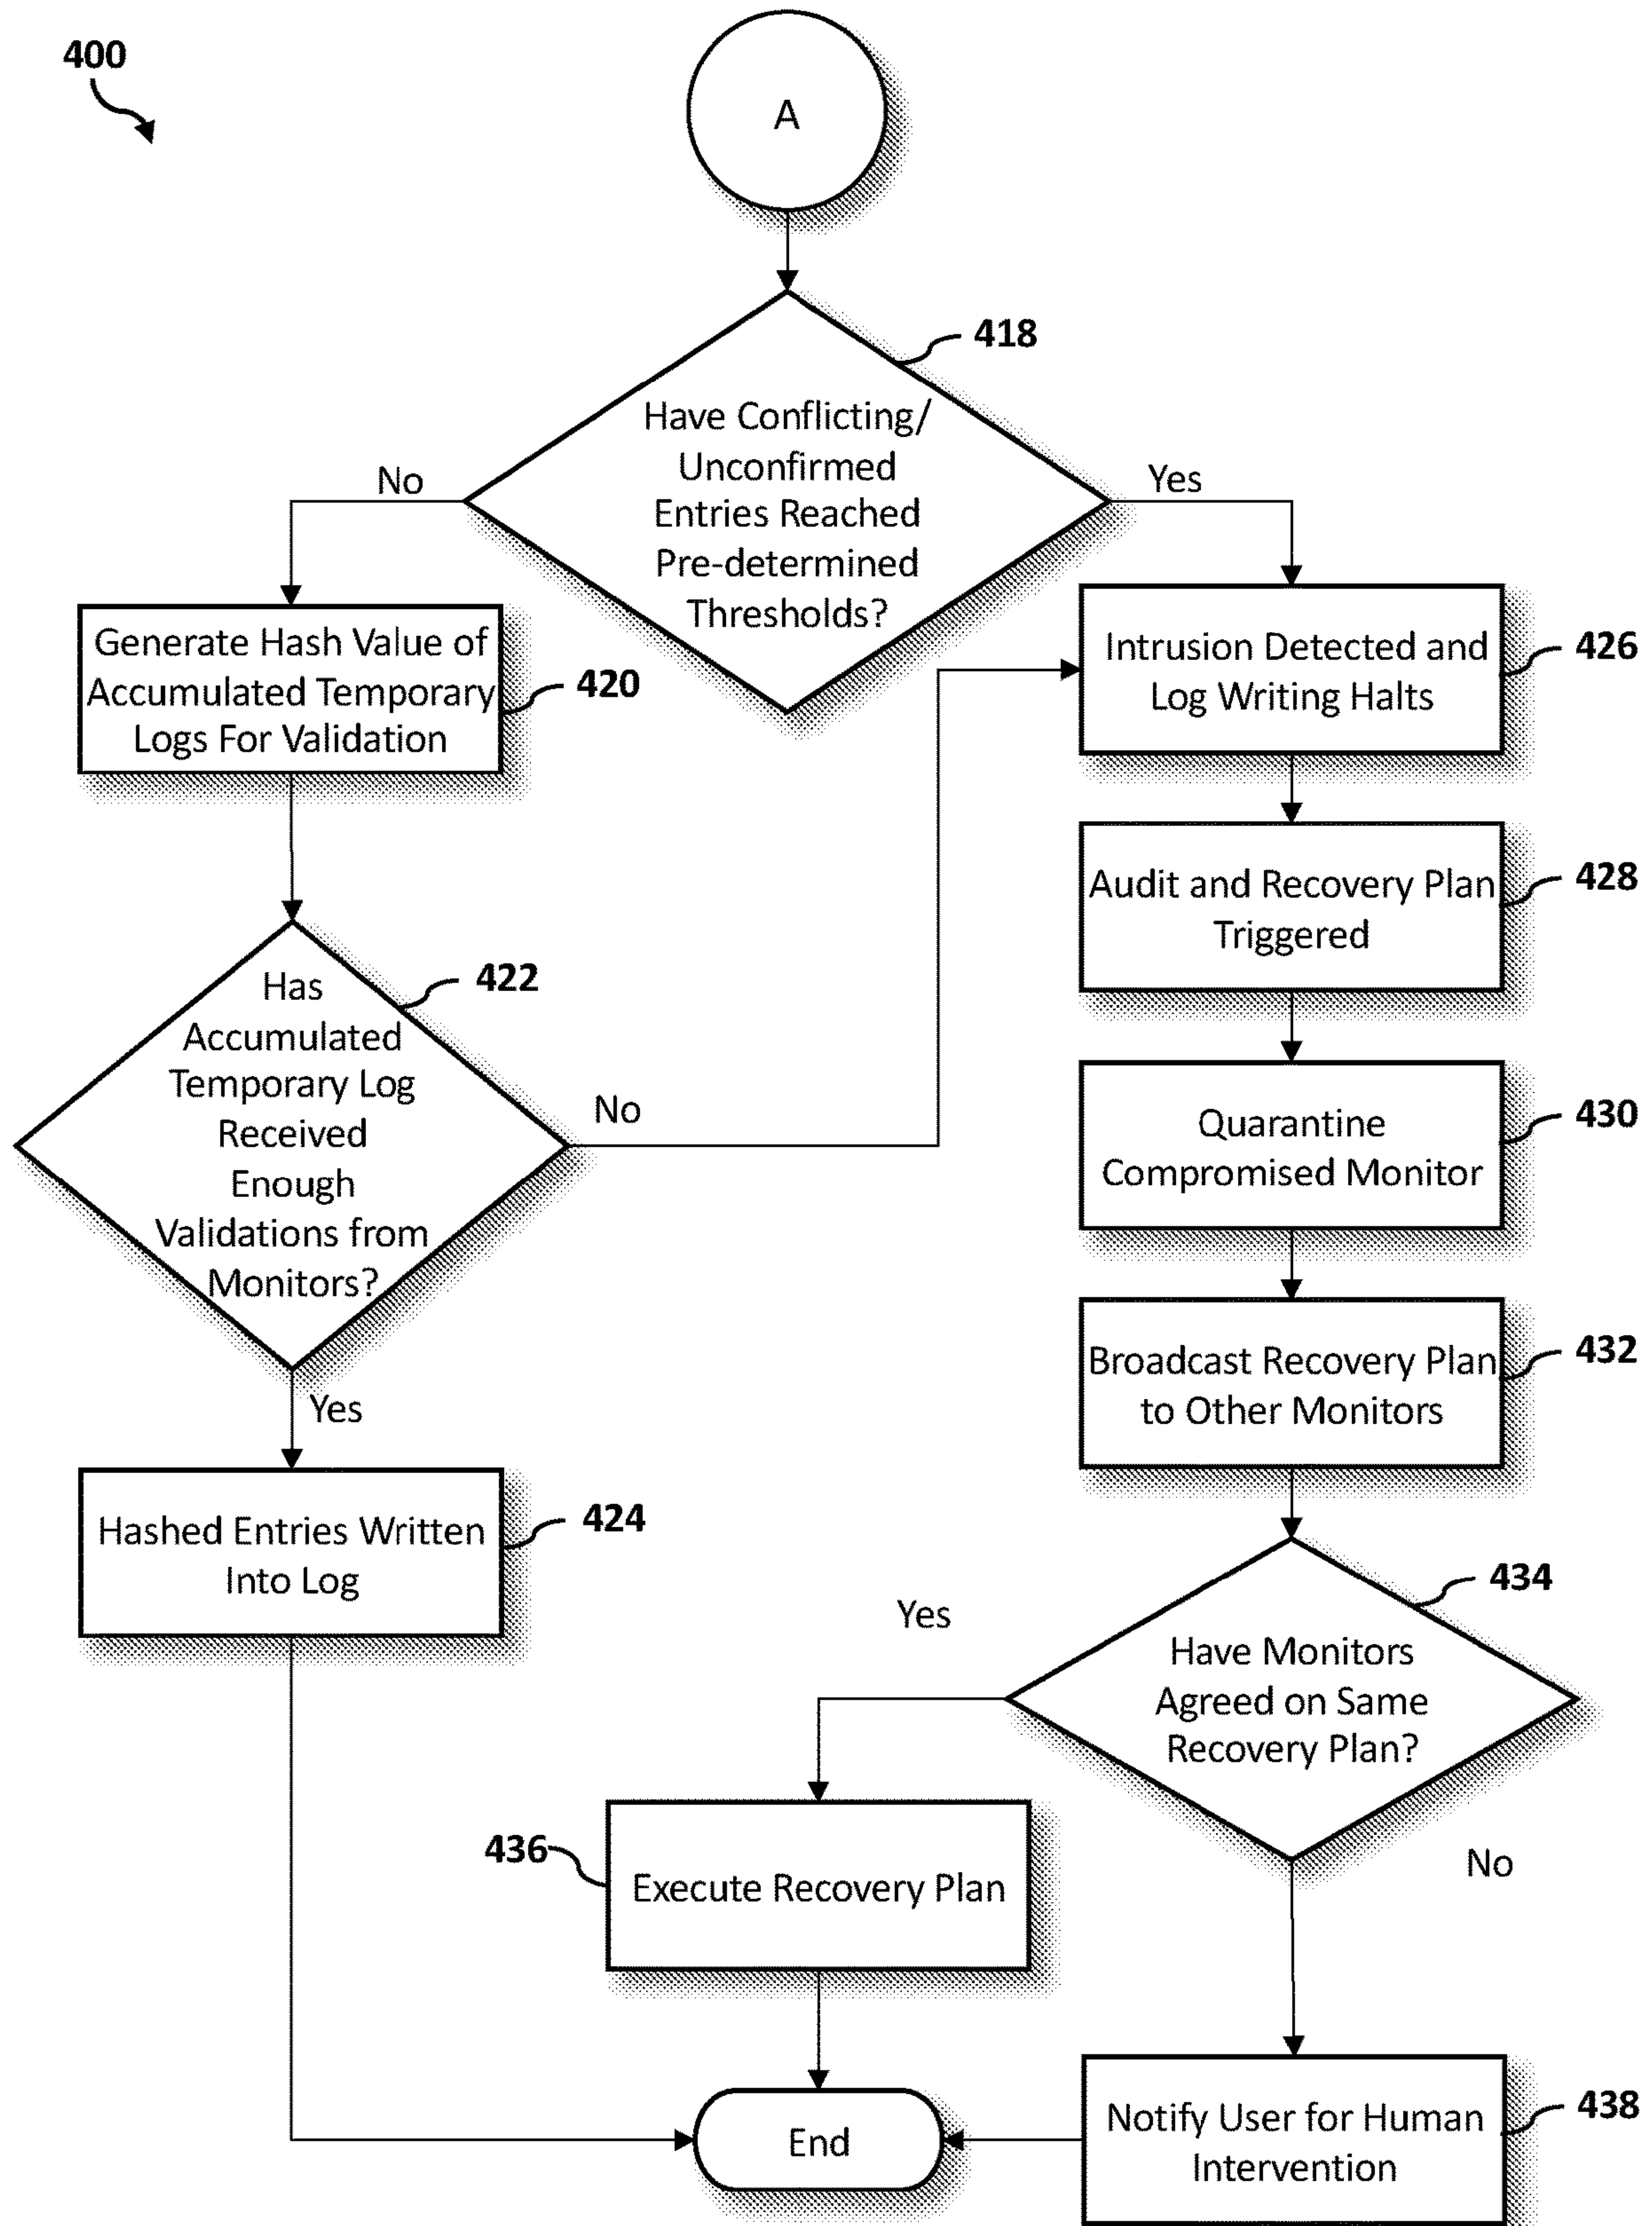 400
A
418
Have Conflicting/
Unconfirmed
Entries Reached
Pre-determined
Thresholds?
No
Yes
Generate Hash Value of
Accumulated Temporary
Logs For Validation
420
Intrusion Detected and
Log Writing Halts
426
Audit and Recovery Plan
Triggered
428
422
Has
Accumulated
Temporary Log
Received
Enough
Validations from
Monitors?
No
Yes
Quarantine
Compromised Monitor
430
Broadcast Recovery Plan
to Other Monitors
432
Hashed Entries Written
Into Log
424
434
Have Monitors
Agreed on Same
Recovery Plan?
Yes
No
436
Execute Recovery Plan
End
Notify User for Human
Intervention
438